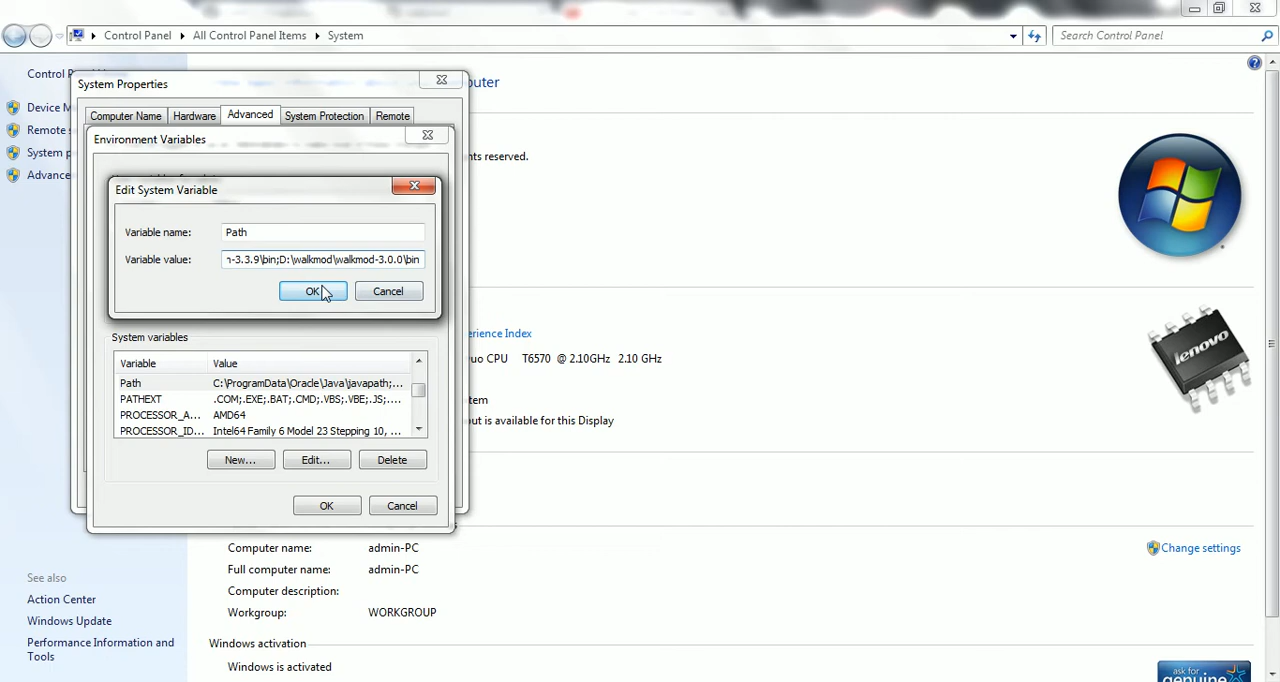 Control Panel
All Control Panel Items
System
Search Control Panel
System Properties
Computer Name
Hardware
Advanced
System Protection
Remote
Environment Variables
ghts reserved.
Edit System Variable
Variable name:
Path
Variable value:
-3.3.9\bin;D:\walkmod\walkmod-3.0.0\bin
OK
Cancel
System variables
Variable
Value
Path
C:\ProgramData\Oracle\Java\javapath;...
PATHEXT
.COM;.EXE;.BAT;.CMD;.VBS;.VBE;.JS;....
PROCESSOR_A...
AMD64
PROCESSOR_ID...
Intel64 Family 6 Model 23 Stepping 10, ...
New...
Edit...
Delete
OK
Cancel
Control
Device M
Remote s
System p
Advance
erience Index
uo CPU T6570 @ 2.10GHz 2.10 GHz
tem
put is available for this Display
lenovo
Computer name:
admin-PC
Full computer name:
admin-PC
Computer description:
Workgroup:
WORKGROUP
Change settings
Windows activation
Windows is activated
See also
Action Center
Windows Update
Performance Information and
Tools
ask for
genuine